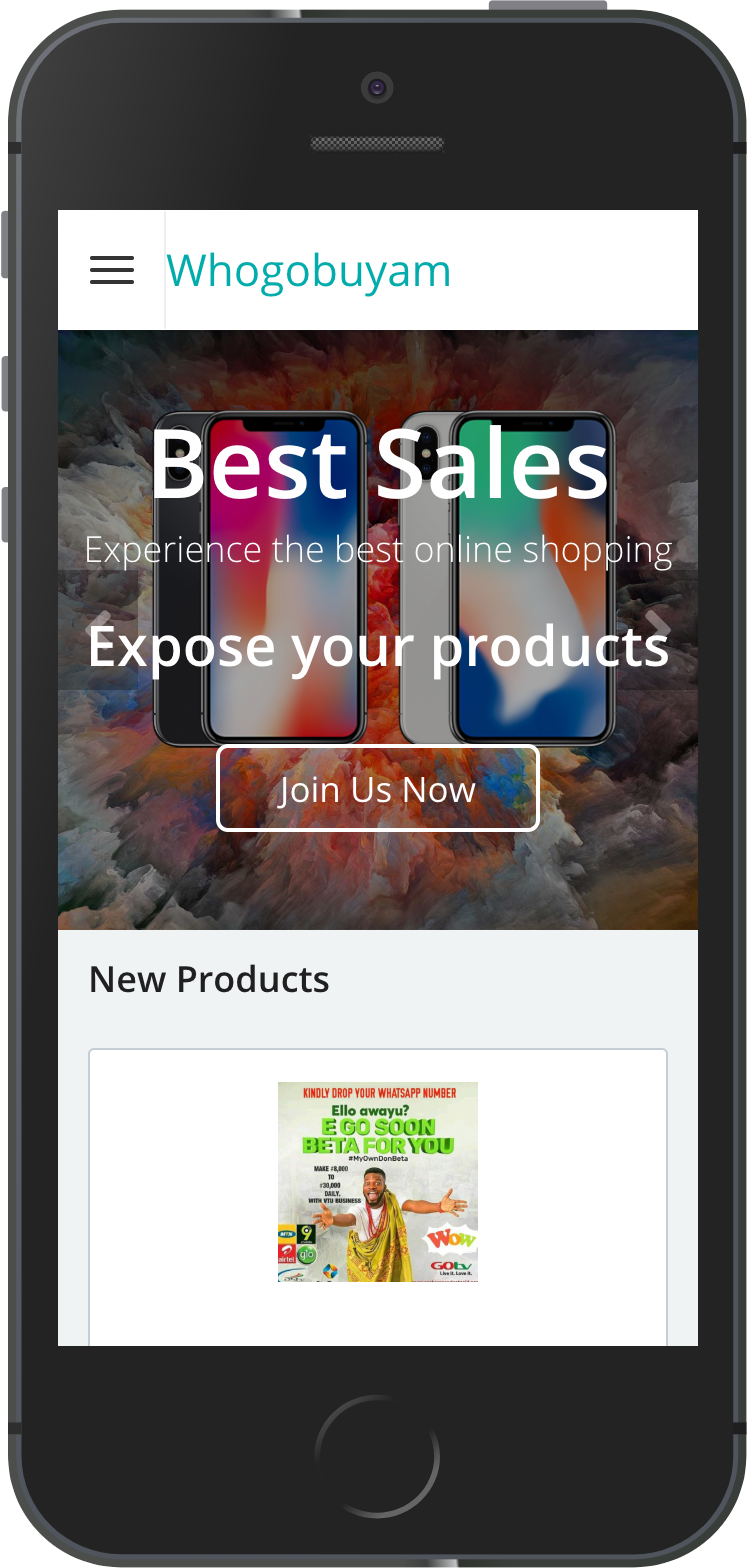 Whogobuyam
Best Sales
Experience the best online shopping
Expose your products
Join Us Now
New Products
KINDLY DROP YOUR WHATSAPP NUMBER
Ello awayu?
E GO SOON
BETA FOR YOU
#MyOwnDonBeta
MAKE #8,000
TO
#30,000
DAILY.
WITH VTU BUSINESS
MTN
9
WOW
airtel
glo
GOtv
Live it. Love it.